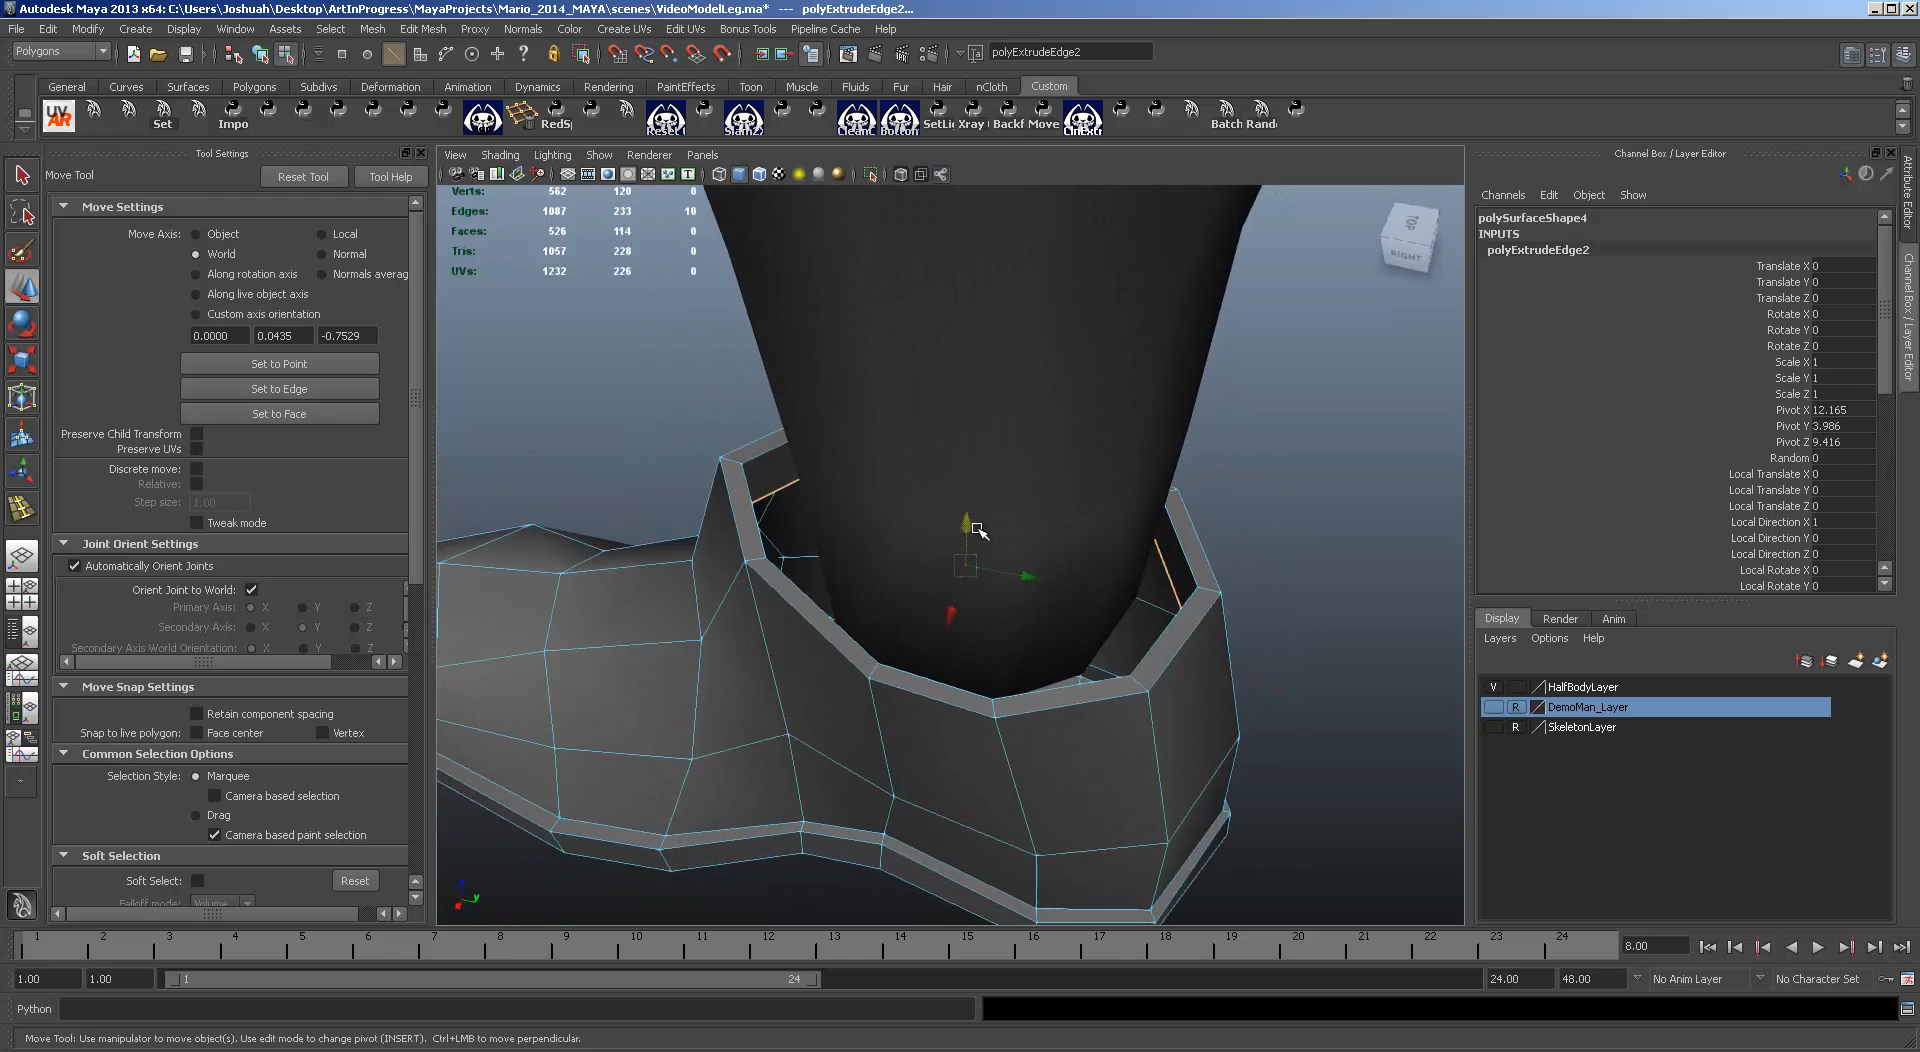 Autodesk Maya 2013 x64: C:\Users\Joshuah\Desktop\ArtInProgress\MayaProjects\Mario_2014_MAYA\scenes\VideoModelLeg.ma*   ---   polyExtrudeEdge2...
File Edit Modify Create Display Window Assets Select Mesh Edit Mesh Proxy Normals Color Create UVs Edit UVs Bonus Tools Pipeline Cache Help
Polygons polyExtrudeEdge2
General Curves Surfaces Polygons Subdivs Deformation Animation Dynamics Rendering PaintEffects Toon Muscle Fluids Fur Hair nCloth Custom
Set Impo RedS SetLi Xray Backf Move Batch Rand
Tool Settings
Move Tool Reset Tool Tool Help
Move Settings
Move Axis: Object Local
World Normal
Along rotation axis Normals averag
Along live object axis
Custom axis orientation
0.0000 0.0435 -0.7529
Set to Point
Set to Edge
Set to Face
Preserve Child Transform
Preserve UVs
Discrete move:
Relative:
Step size: 1.00
Tweak mode
Joint Orient Settings
Automatically Orient Joints
Orient Joint to World:
Primary Axis: X Y Z
Secondary Axis: X Y Z
Secondary Axis World Orientation: X Y Z
Move Snap Settings
Retain component spacing
Snap to live polygon: Face center Vertex
Common Selection Options
Selection Style: Marquee
Camera based selection
Drag
Camera based paint selection
Soft Selection
Soft Select: Reset
Falloff mode: Volume
View Shading Lighting Show Renderer Panels
Verts: 562 120 0
Edges: 1087 233 10
Faces: 526 114 0
Tris: 1057 228 0
UVs: 1232 226 0
TOP
RIGHT
y
Channel Box / Layer Editor
Channels Edit Object Show
polySurfaceShape4
INPUTS
polyExtrudeEdge2
Translate X 0
Translate Y 0
Translate Z 0
Rotate X 0
Rotate Y 0
Rotate Z 0
Scale X 1
Scale Y 1
Scale Z 1
Pivot X 12.165
Pivot Y 3.986
Pivot Z 9.416
Random 0
Local Translate X 0
Local Translate Y 0
Local Translate Z 0
Local Direction X 1
Local Direction Y 0
Local Direction Z 0
Local Rotate X 0
Local Rotate Y 0
Display Render Anim
Layers Options Help
V HalfBodyLayer
R DemoMan_Layer
R SkeletonLayer
Attribute Editor
Channel Box / Layer Editor
1 2 3 4 5 6 7 8 9 10 11 12 13 14 15 16 17 18 19 20 21 22 23 24 8.00
1.00 1.00 1 24 24.00 48.00 No Anim Layer No Character Set
Python
Move Tool: Use manipulator to move object(s). Use edit mode to change pivot (INSERT). Ctrl+LMB to move perpendicular.